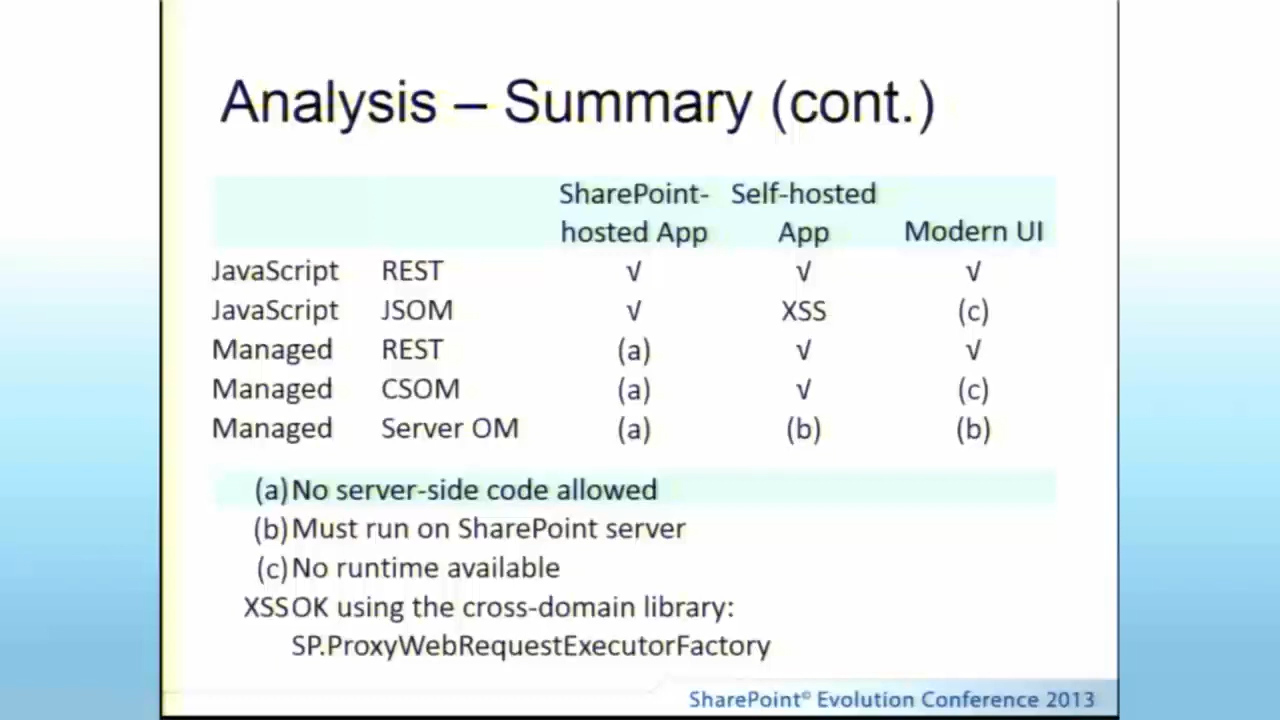 Analysis – Summary (cont.)
SharePoint- Self-hosted
hosted App App Modern UI
JavaScript REST √ √ √
JavaScript JSOM √ XSS (c)
Managed REST (a) √ √
Managed CSOM (a) √ (c)
Managed Server OM (a) (b) (b)
(a) No server-side code allowed
(b) Must run on SharePoint server
(c) No runtime available
XSS OK using the cross-domain library:
SP.ProxyWebRequestExecutorFactory
SharePoint® Evolution Conference 2013